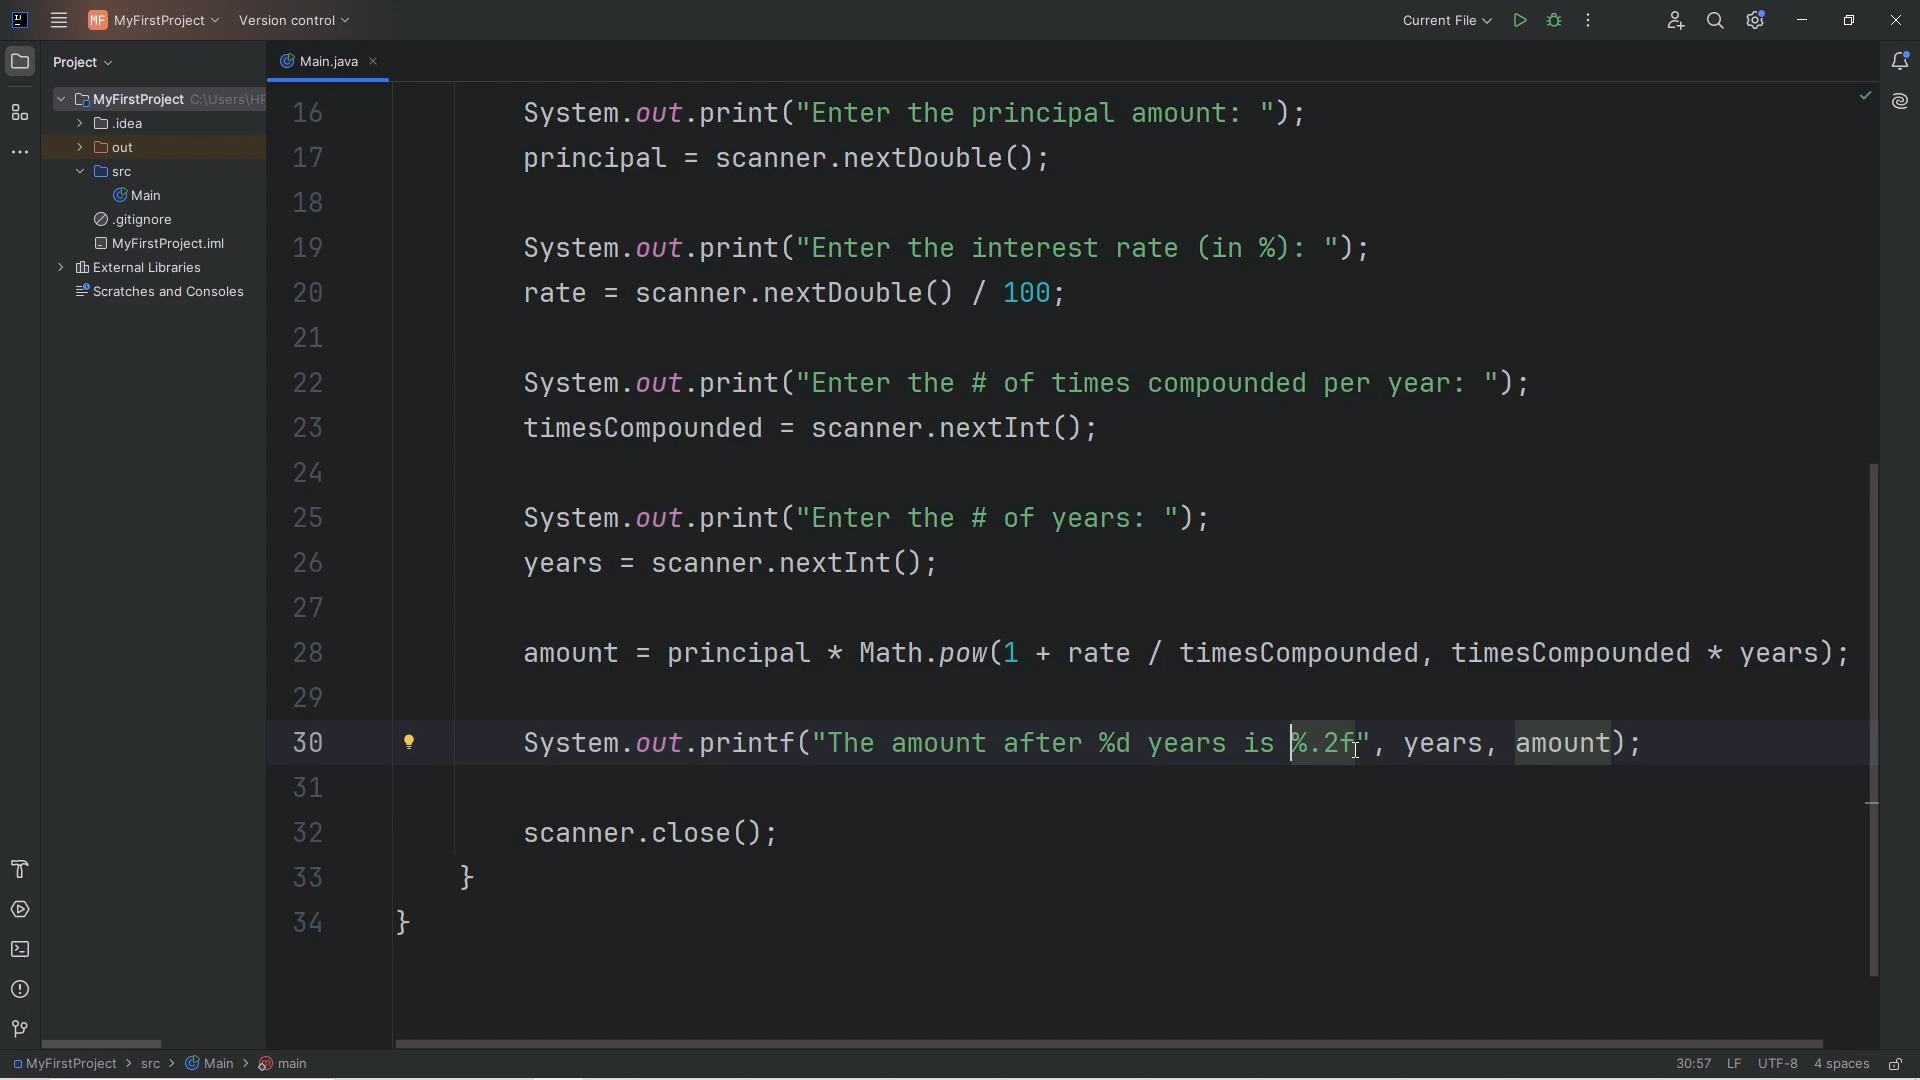 MF MyFirstProject Version control Current File
Project
Main.java
MyFirstProject C:\Users\HP
.idea
out
src
Main
.gitignore
MyFirstProject.iml
External Libraries
Scratches and Consoles
16 System.out.print("Enter the principal amount: ");
17 principal = scanner.nextDouble();
18
19 System.out.print("Enter the interest rate (in %): ");
20 rate = scanner.nextDouble() / 100;
21
22 System.out.print("Enter the # of times compounded per year: ");
23 timesCompounded = scanner.nextInt();
24
25 System.out.print("Enter the # of years: ");
26 years = scanner.nextInt();
27
28 amount = principal * Math.pow(1 + rate / timesCompounded, timesCompounded * years);
29
30 System.out.printf("The amount after %d years is %.2f", years, amount);
31
32 scanner.close();
33 }
34 }
MyFirstProject > src > Main > main 30:57 LF UTF-8 4 spaces